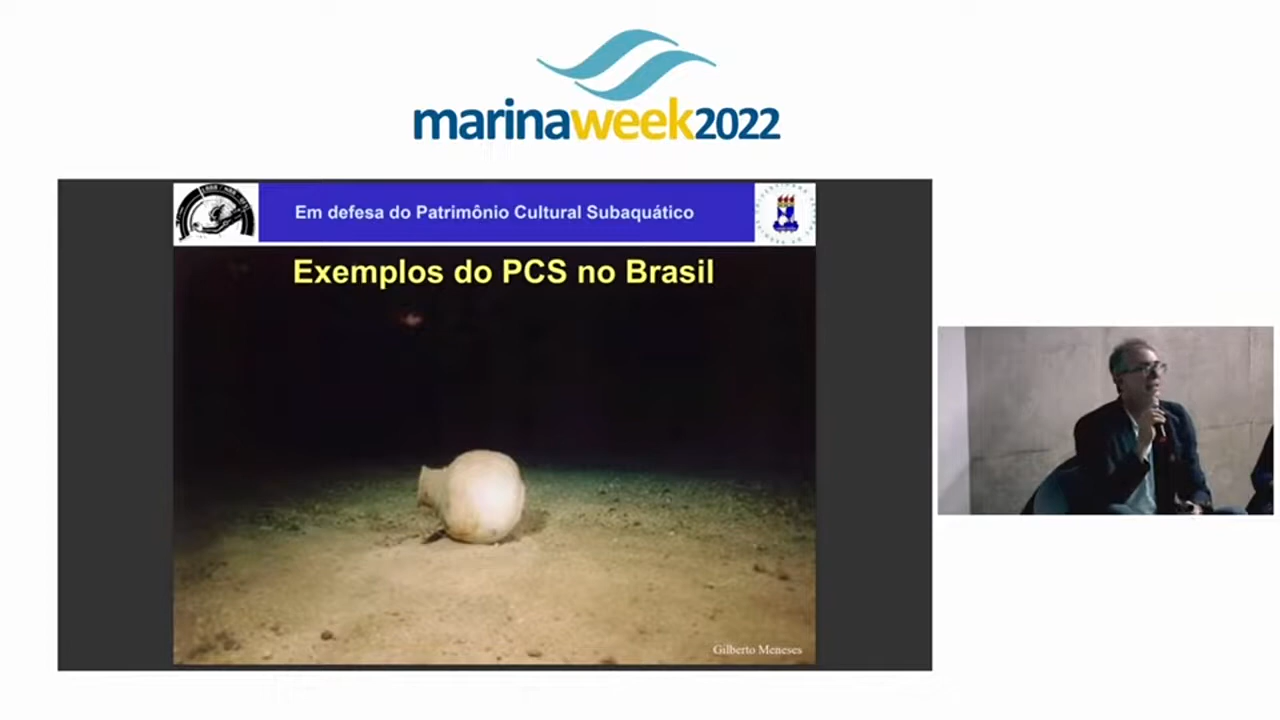 marinaweek2022
Em defesa do Patrimônio Cultural Subaquático
Exemplos do PCS no Brasil
Gilberto Meneses